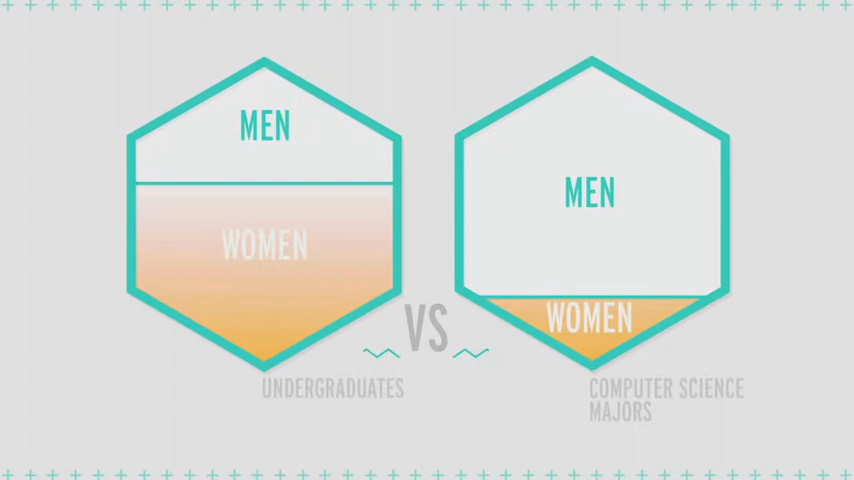 MEN
WOMEN
MEN
WOMEN
VS
UNDERGRADUATES
COMPUTER SCIENCE
MAJORS